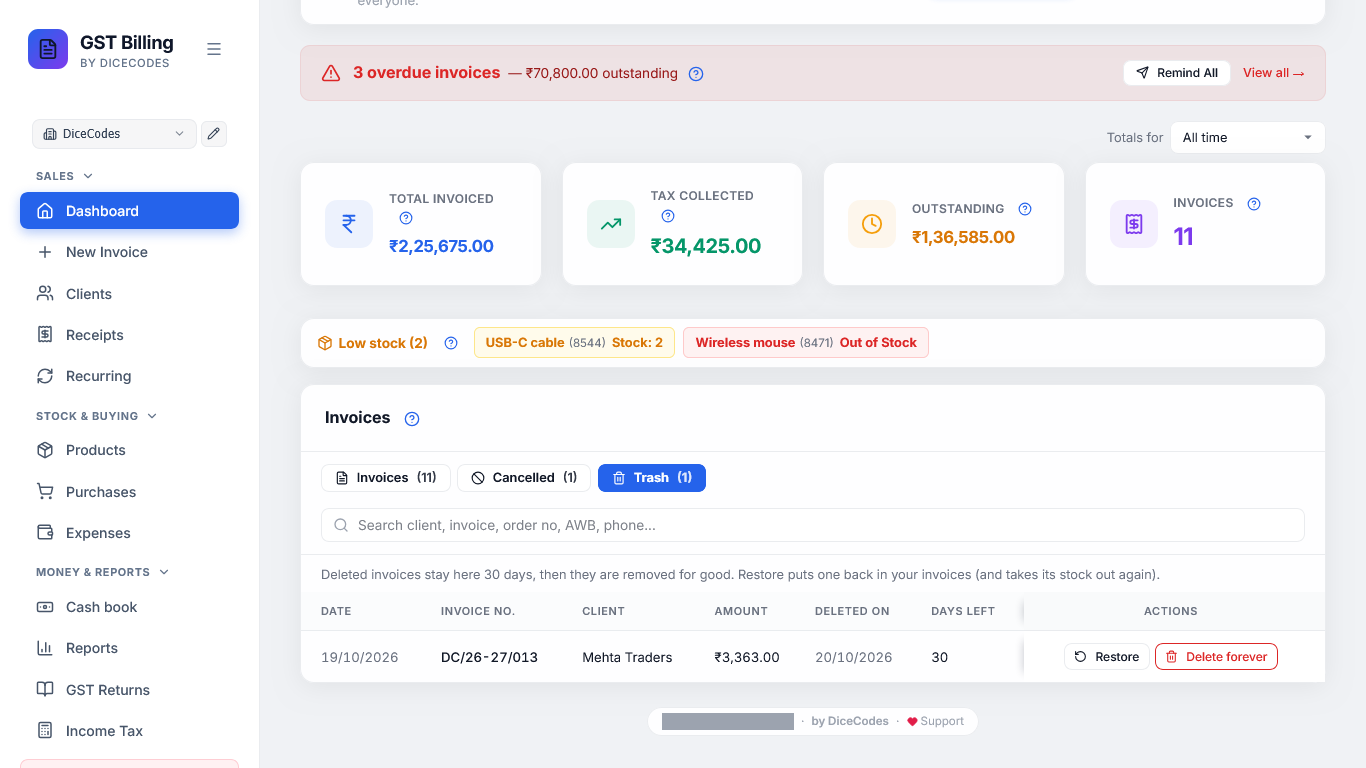 GST Billing
BY DICECODES
DiceCodes
SALES
Dashboard
New Invoice
Clients
Receipts
Recurring
STOCK & BUYING
Products
Purchases
Expenses
MONEY & REPORTS
Cash book
Reports
GST Returns
Income Tax
everyone.
3 overdue invoices — ₹70,800.00 outstanding
Remind All
View all →
Totals for All time
TOTAL INVOICED
₹2,25,675.00
TAX COLLECTED
₹34,425.00
OUTSTANDING
₹1,36,585.00
INVOICES
11
Low stock (2)
USB-C cable (8544) Stock: 2
Wireless mouse (8471) Out of Stock
Invoices
Invoices (11)
Cancelled (1)
Trash (1)
Search client, invoice, order no, AWB, phone...
Deleted invoices stay here 30 days, then they are removed for good. Restore puts one back in your invoices (and takes its stock out again).
DATE INVOICE NO. CLIENT AMOUNT DELETED ON DAYS LEFT ACTIONS
19/10/2026 DC/26-27/013 Mehta Traders ₹3,363.00 20/10/2026 30 Restore Delete forever
· by DiceCodes · Support